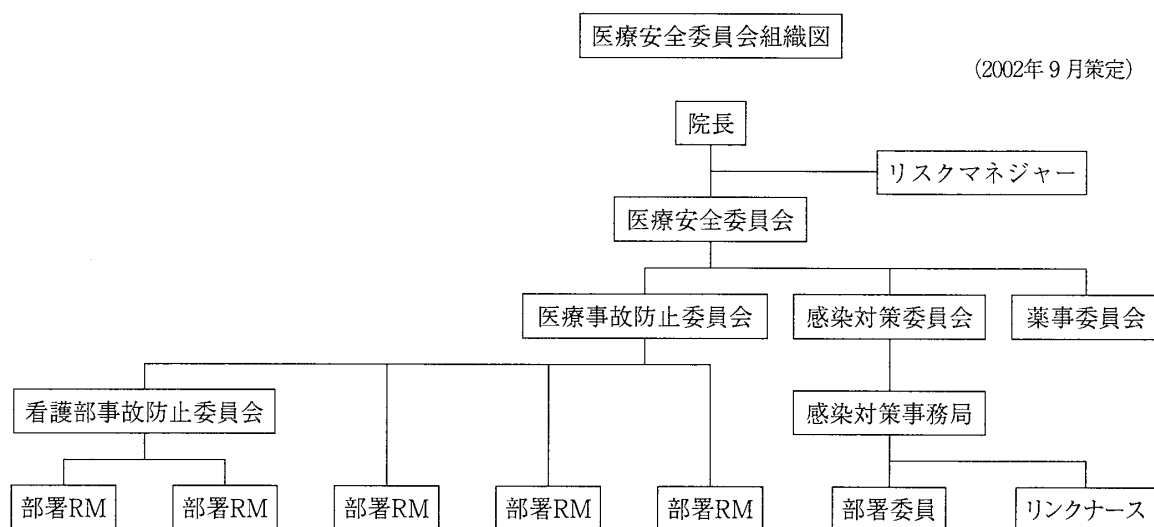 医療安全委員会組織図
(2002年9月策定)
院長
リスクマネジャー
医療安全委員会
医療事故防止委員会
感染対策委員会
薬事委員会
看護部事故防止委員会
感染対策事務局
部署RM
部署RM
部署RM
部署RM
部署RM
部署委員
リンクナース